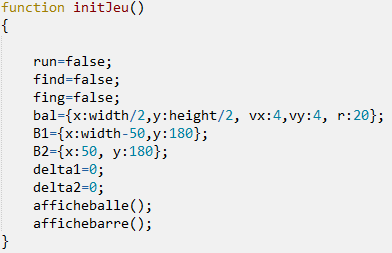 function initJeu()
{
run=false;
find=false;
fing=false;
bal={x:width/2,y:height/2, vx:4,vy:4, r:20};
B1={x:width-50,y:180};
B2={x:50, y:180};
delta1=0;
delta2=0;
afficheballe();
affichebarre();
}